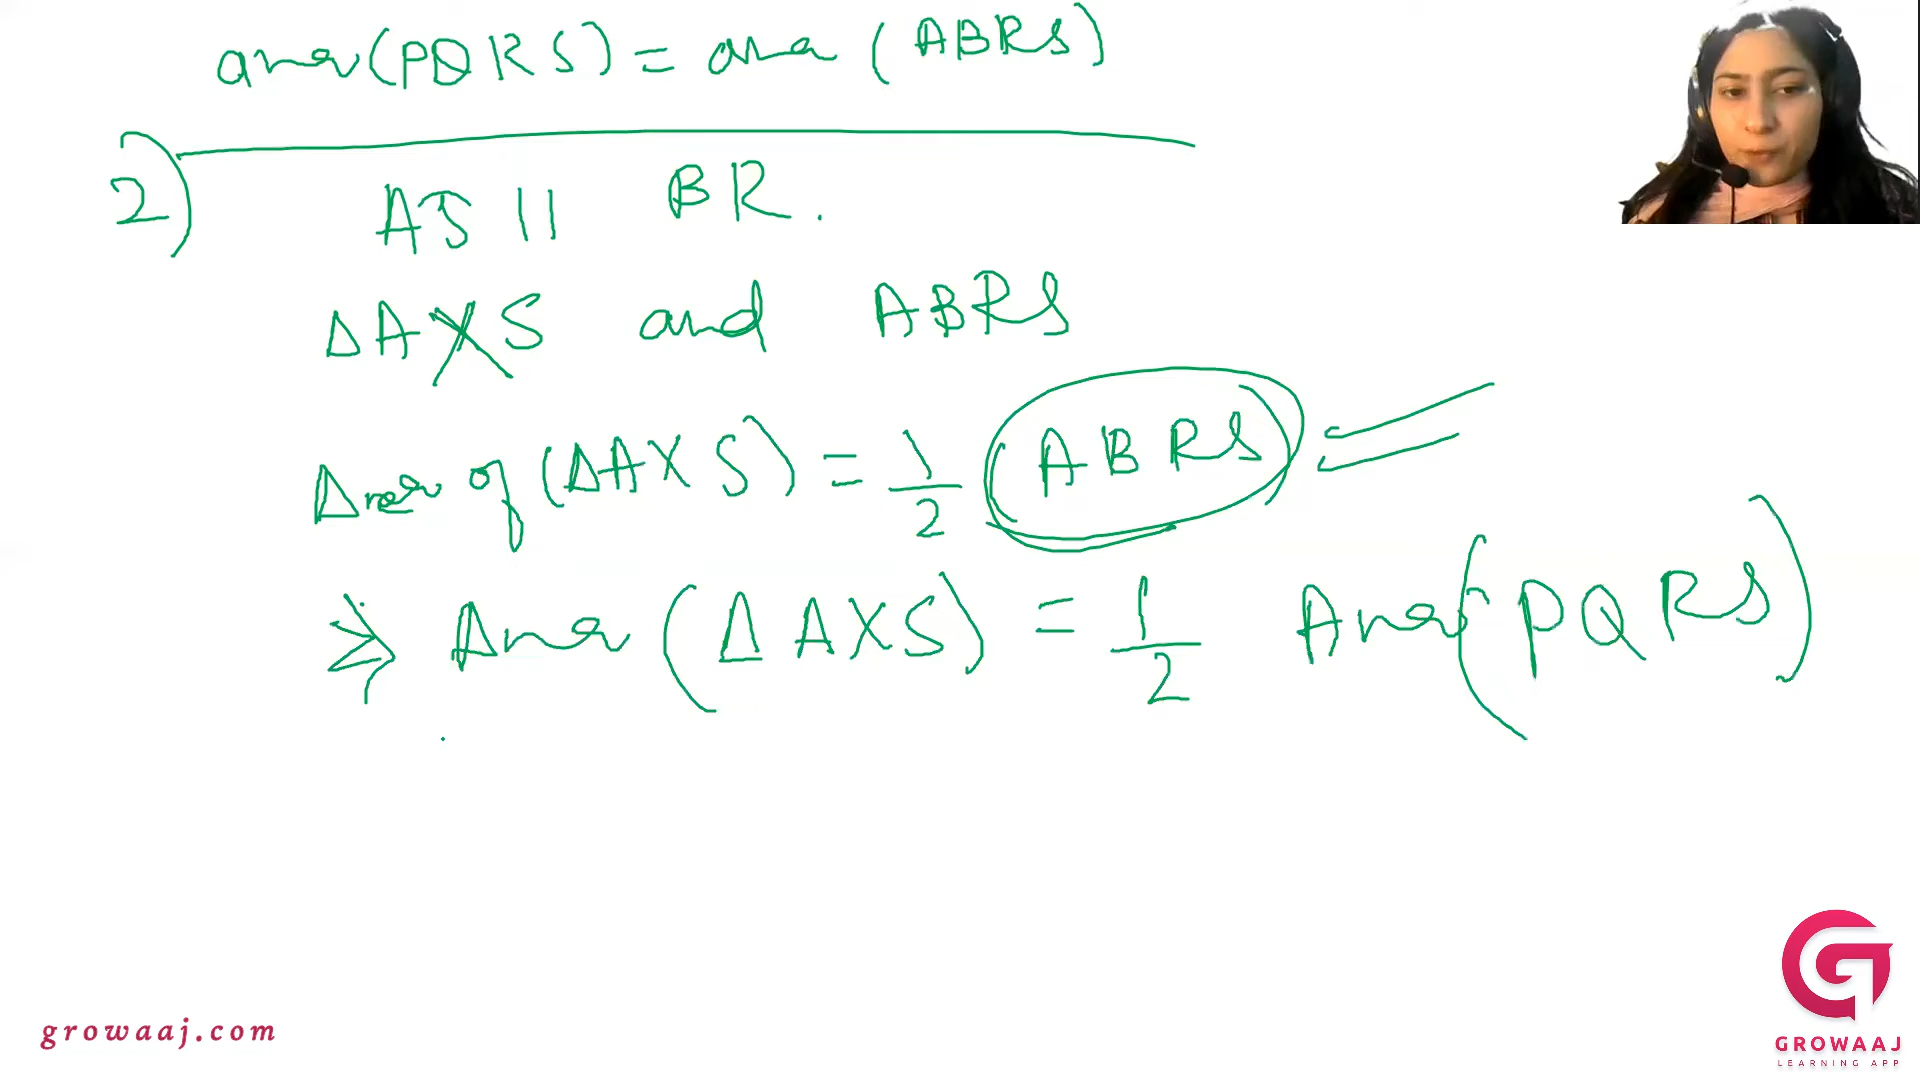 area(PQRS) = area (ABRS)
2) AS || BR.
ΔAXS and ABRS
Area of (ΔAXS) = 1/2 (ABRS)
⇒ Area (ΔAXS) = 1/2 Area (PQRS)
growaaj.com
GROWAAJ
LEARNING APP